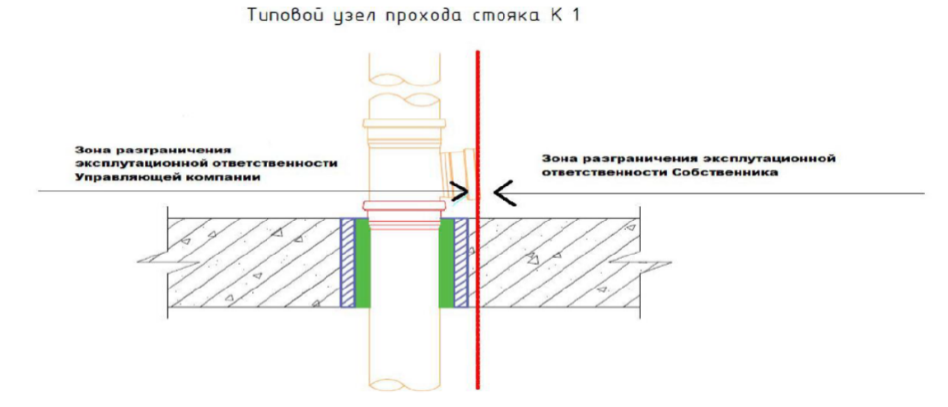 Типовой узел прохода стояка К 1
Зона разграничения
эксплутационной ответственности
Управляющей компании
Зона разграничения эксплутационной
ответственности Собственника